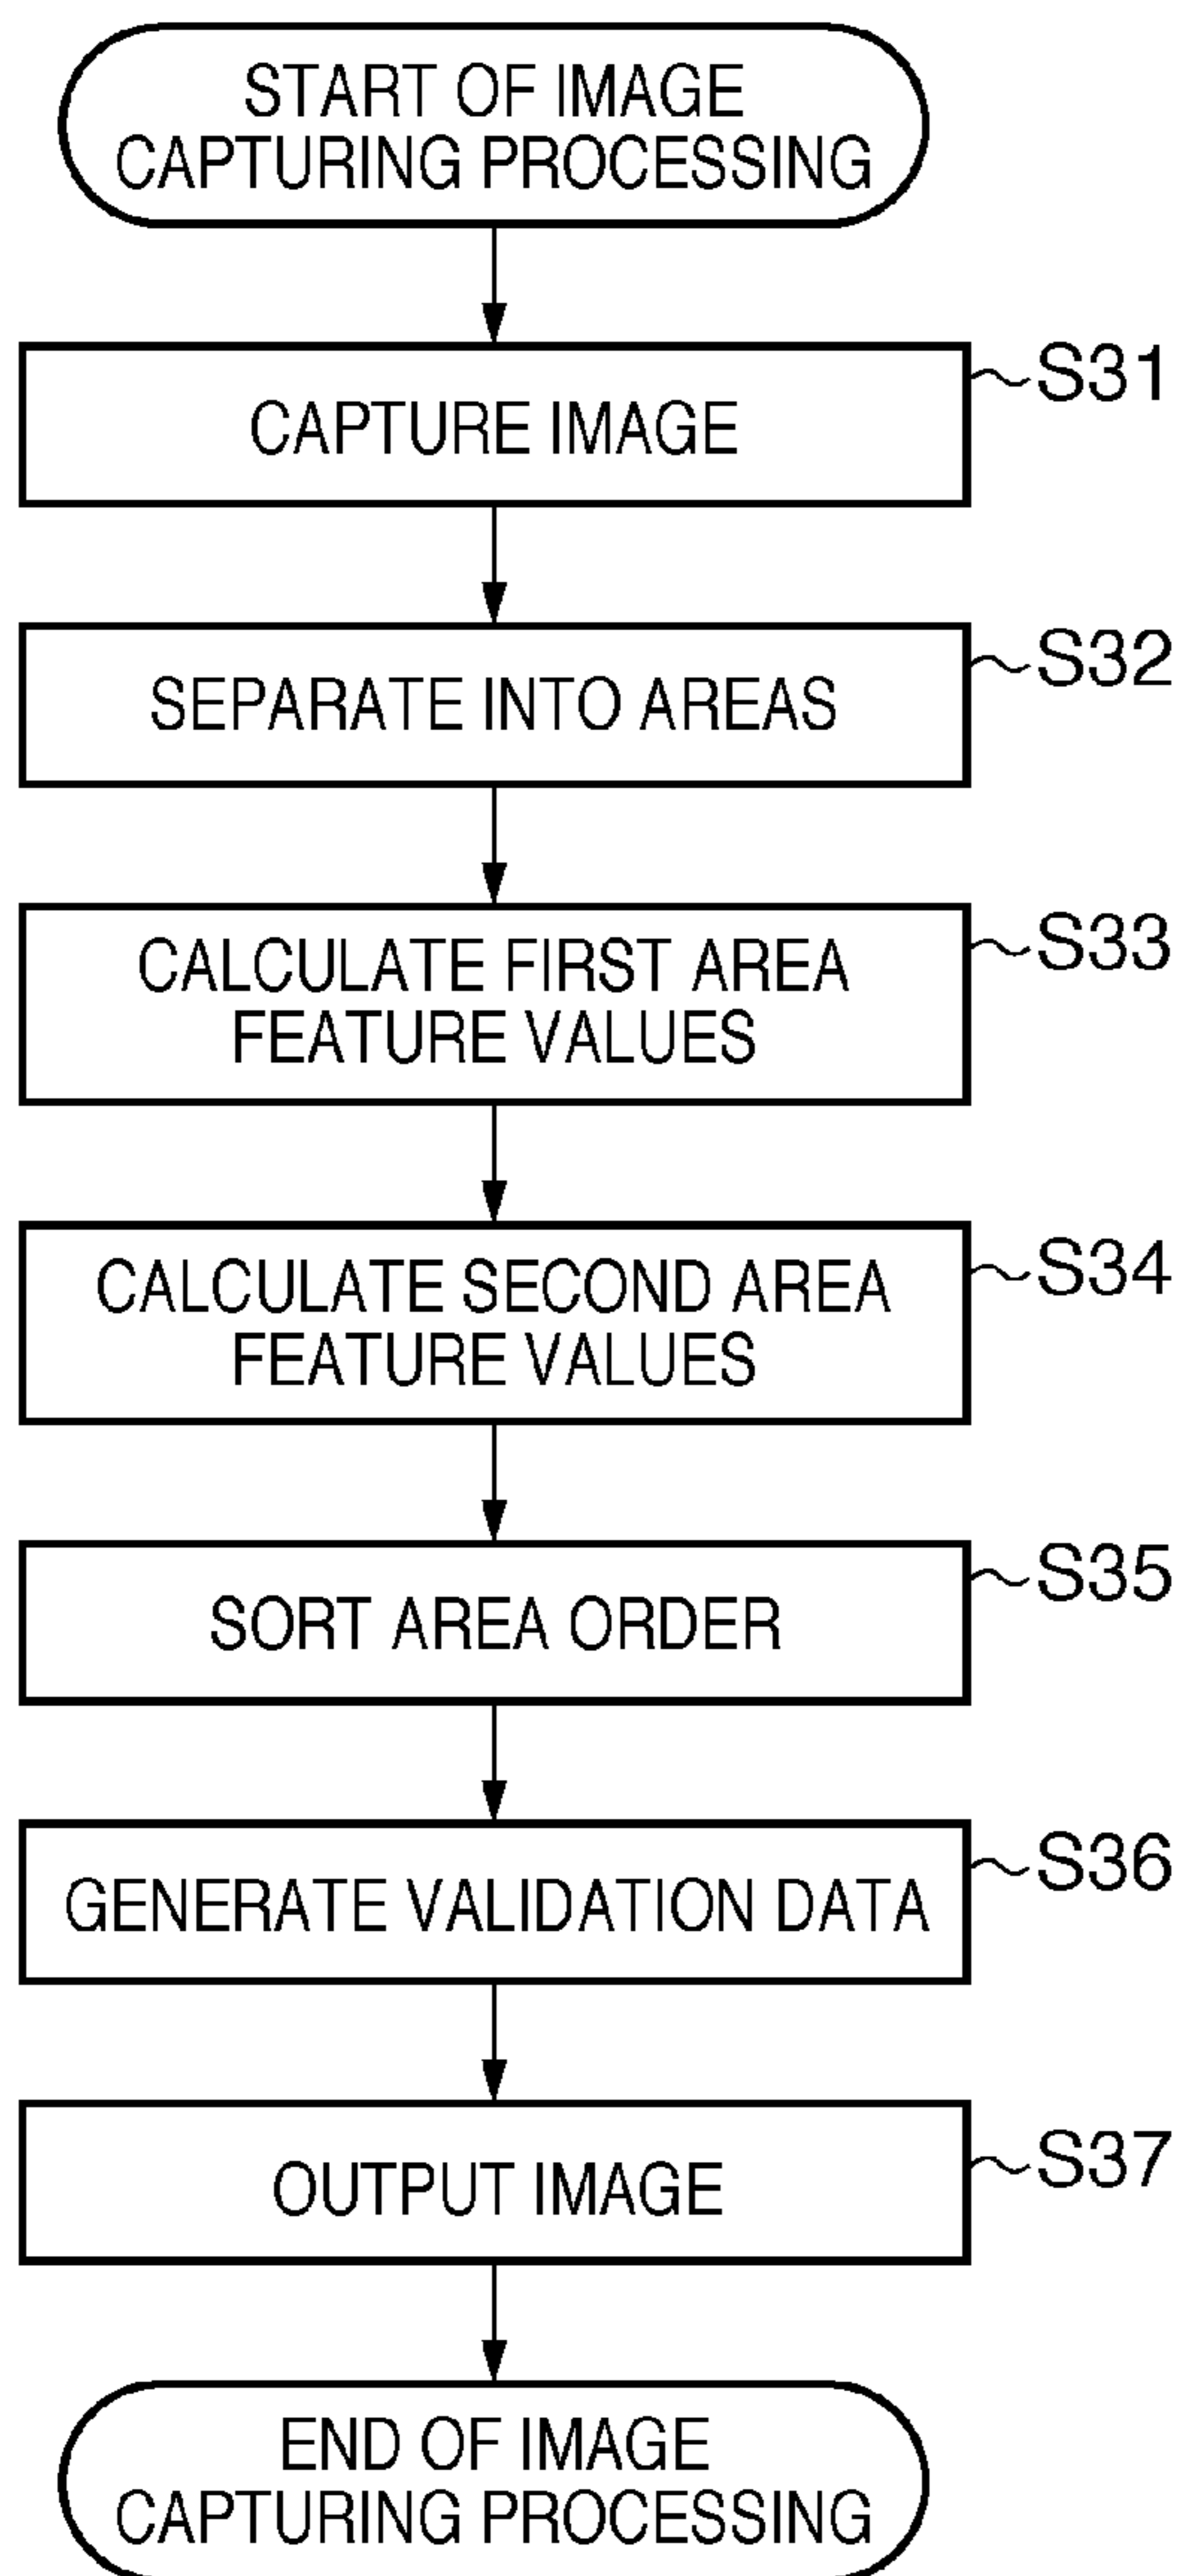 START OF IMAGE
CAPTURING PROCESSING
S31
CAPTURE IMAGE
S32
SEPARATE INTO AREAS
S33
CALCULATE FIRST AREA
FEATURE VALUES
S34
CALCULATE SECOND AREA
FEATURE VALUES
S35
SORT AREA ORDER
S36
GENERATE VALIDATION DATA
S37
OUTPUT IMAGE
END OF IMAGE
CAPTURING PROCESSING